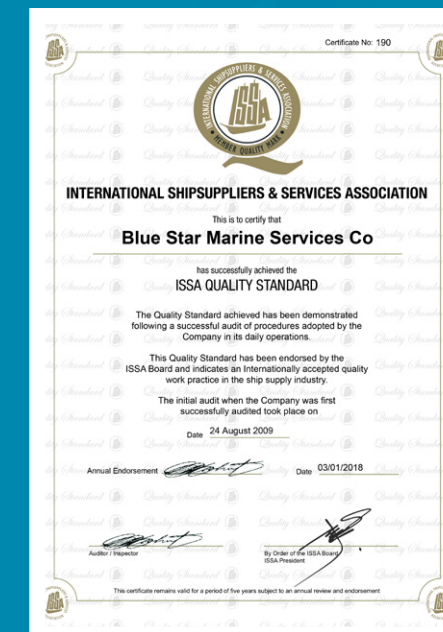 Certificate No: 190
INTERNATIONAL SHIPSUPPLIERS & SERVICES ASSOCIATION
ISSA
MEMBER QUALITY MARK
INTERNATIONAL SHIPSUPPLIERS & SERVICES ASSOCIATION
This is to certify that
Blue Star Marine Services Co
has successfully achieved the
ISSA QUALITY STANDARD
The Quality Standard achieved has been demonstrated
following a successful audit of procedures adopted by the
Company in its daily operations.
This Quality Standard has been endorsed by the
ISSA Board and indicates an Internationally accepted quality
work practice in the ship supply industry.
The initial audit when the Company was first
successfully audited took place on
Date 24 August 2009
Annual Endorsement Date 03/01/2018
Auditor / Inspector
By Order of the ISSA Board
ISSA President
This certificate remains valid for a period of five years subject to an annual review and endorsement